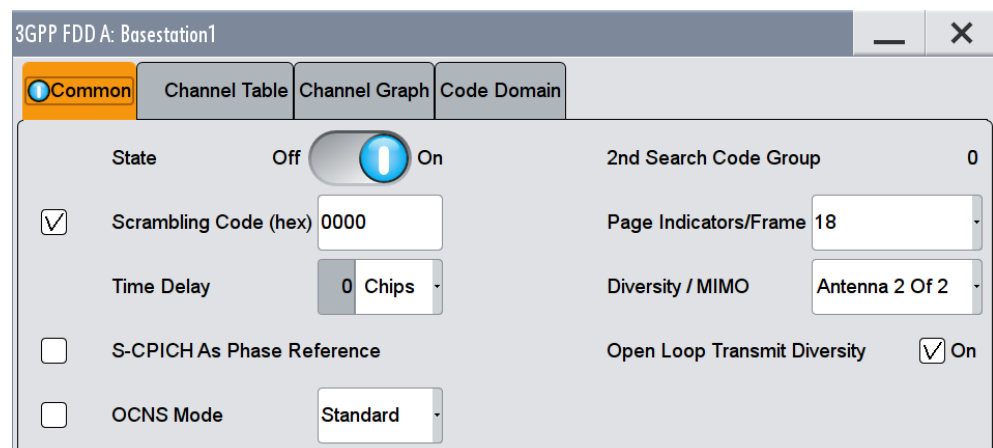 3GPP FDD A: Basestation1
Common Channel Table Channel Graph Code Domain
State Off On 2nd Search Code Group 0
Scrambling Code (hex) 0000 Page Indicators/Frame 18
Time Delay 0 Chips Diversity / MIMO Antenna 2 Of 2
S-CPICH As Phase Reference Open Loop Transmit Diversity On
OCNS Mode Standard